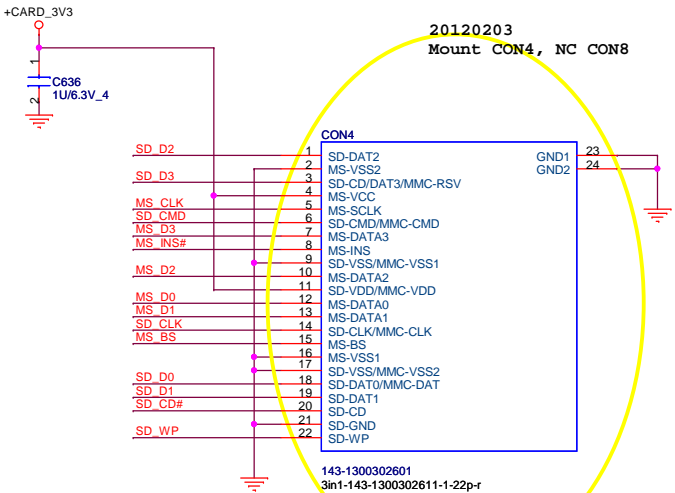 +CARD_3V3
20120203
Mount CON4, NC CON8
1
C636
1U/6.3V_4
2
CON4
SD_D2 1 SD-DAT2 GND1 23
2 MS-VSS2 GND2 24
SD_D3 3 SD-CD/DAT3/MMC-RSV
4 MS-VCC
MS_CLK 5 MS-SCLK
SD_CMD 6 SD-CMD/MMC-CMD
MS_D3 7 MS-DATA3
MS_INS# 8 MS-INS
9 SD-VSS/MMC-VSS1
MS_D2 10 MS-DATA2
11 SD-VDD/MMC-VDD
MS_D0 12 MS-DATA0
MS_D1 13 MS-DATA1
SD_CLK 14 SD-CLK/MMC-CLK
MS_BS 15 MS-BS
16 MS-VSS1
17 SD-VSS/MMC-VSS2
SD_D0 18 SD-DAT0/MMC-DAT
SD_D1 19 SD-DAT1
SD_CD# 20 SD-CD
21 SD-GND
SD_WP 22 SD-WP
143-1300302601
3in1-143-1300302611-1-22p-r